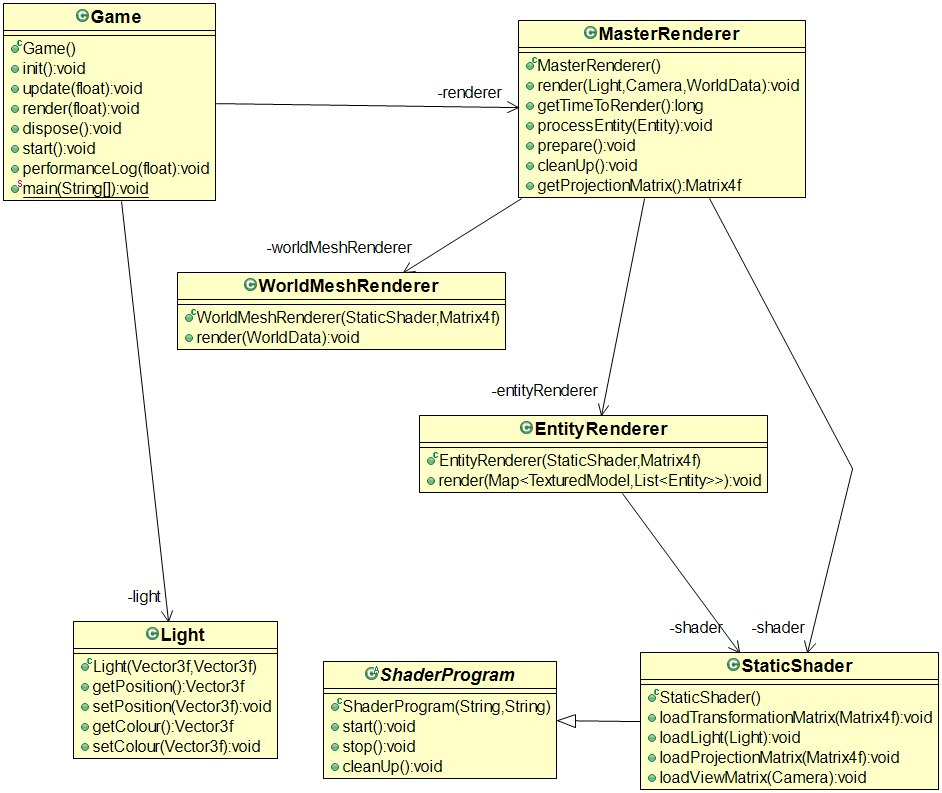 Game
Game()
init():void
update(float):void
render(float):void
dispose():void
start():void
performanceLog(float):void
main(String[]):void
-renderer
MasterRenderer
MasterRenderer()
render(Light,Camera,WorldData):void
getTimeToRender():long
processEntity(Entity):void
prepare():void
cleanUp():void
getProjectionMatrix():Matrix4f
-worldMeshRenderer
WorldMeshRenderer
WorldMeshRenderer(StaticShader,Matrix4f)
render(WorldData):void
-entityRenderer
EntityRenderer
EntityRenderer(StaticShader,Matrix4f)
render(Map<TexturedModel,List<Entity>>):void
-light
Light
Light(Vector3f,Vector3f)
getPosition():Vector3f
setPosition(Vector3f):void
getColour():Vector3f
setColour(Vector3f):void
-shader
-shader
ShaderProgram
ShaderProgram(String,String)
start():void
stop():void
cleanUp():void
StaticShader
StaticShader()
loadTransformationMatrix(Matrix4f):void
loadLight(Light):void
loadProjectionMatrix(Matrix4f):void
loadViewMatrix(Camera):void